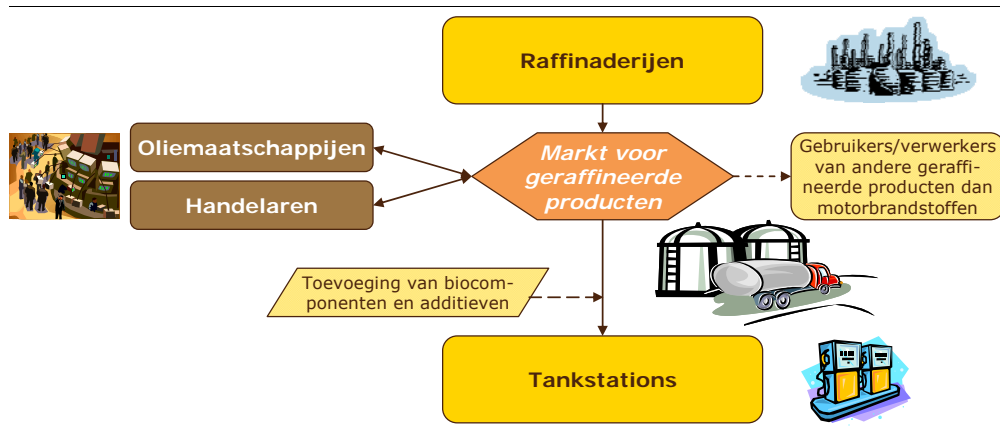 Raffinaderijen
Oliemaatschappijen
Handelaren
Markt voor
geraffineerde
producten
Gebruikers/verwerkers
van andere geraffi-
neerde producten dan
motorbrandstoffen
Toevoeging van biocom-
ponenten en additieven
Tankstations